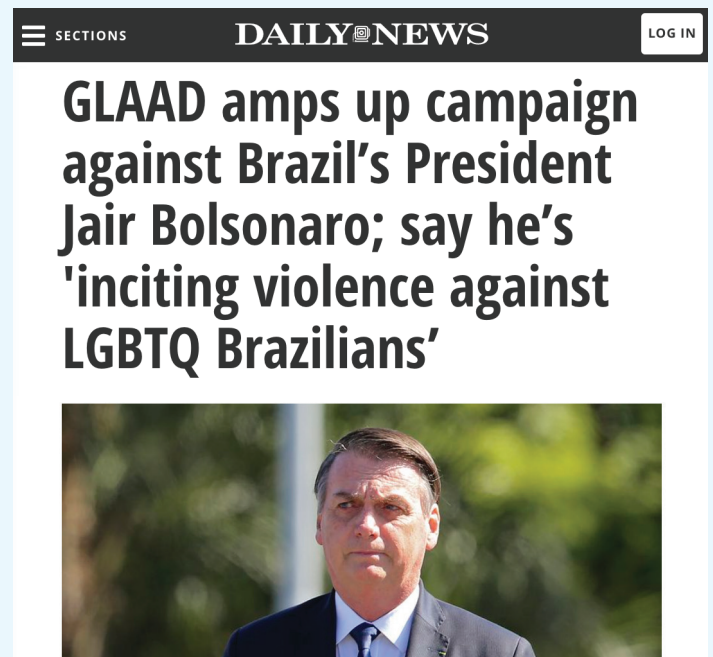 SECTIONS
DAILY NEWS
LOG IN
GLAAD amps up campaign
against Brazil’s President
Jair Bolsonaro; say he’s
'inciting violence against
LGBTQ Brazilians’